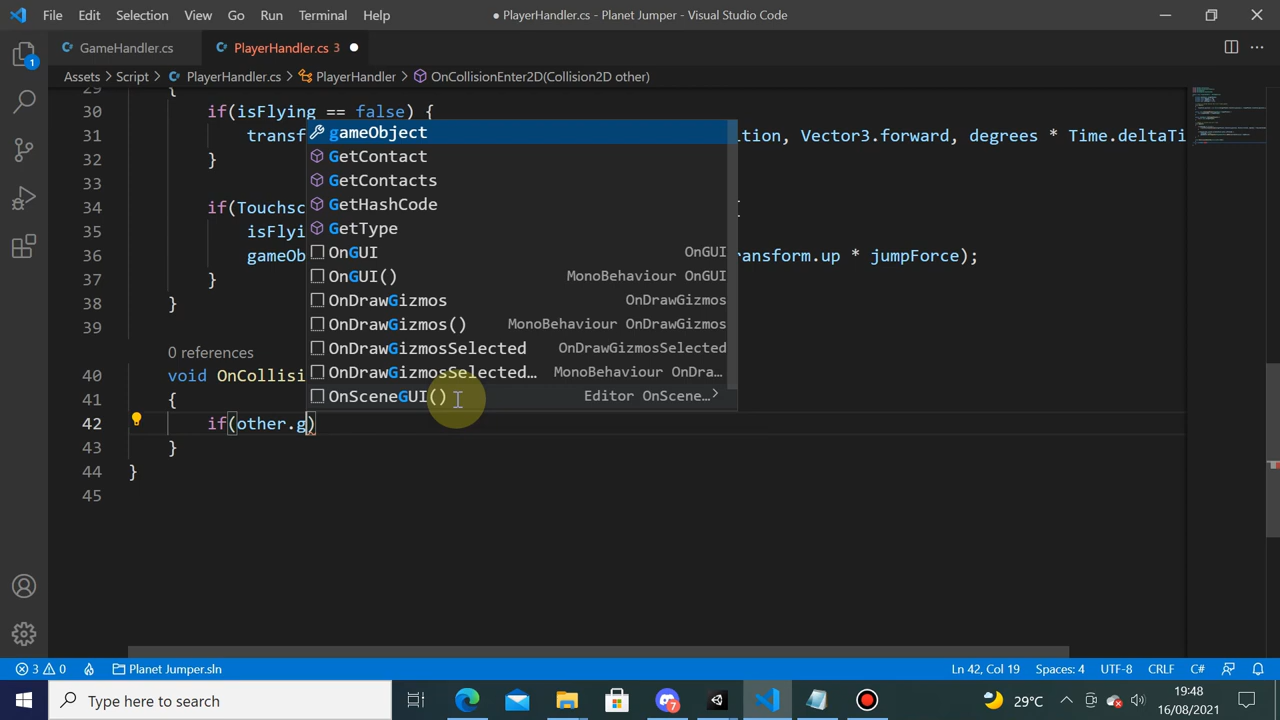 File Edit Selection View Go Run Terminal Help
● PlayerHandler.cs - Planet Jumper - Visual Studio Code
GameHandler.cs
PlayerHandler.cs 3
Assets > Script > PlayerHandler.cs > PlayerHandler > OnCollisionEnter2D(Collision2D other)
29 {
30 if(isFlying == false) {
31 transf
ition, Vector3.forward, degrees * Time.deltaTi
32 }
33
34 if(Touchsc
35 isFlyi
36 gameOb
ransform.up * jumpForce);
37 }
38 }
39
0 references
40 void OnCollisi
41 {
42 if(other.g)
43 }
44 }
45
gameObject
GetContact
GetContacts
GetHashCode
GetType
OnGUI OnGUI
OnGUI() MonoBehaviour OnGUI
OnDrawGizmos OnDrawGizmos
OnDrawGizmos() MonoBehaviour OnDrawGizmos
OnDrawGizmosSelected OnDrawGizmosSelected
OnDrawGizmosSelected… MonoBehaviour OnDra…
OnSceneGUI() Editor OnScene…
1
3 0 Planet Jumper.sln
Ln 42, Col 19 Spaces: 4 UTF-8 CRLF C#
Type here to search
7
29°C
19:48
16/08/2021